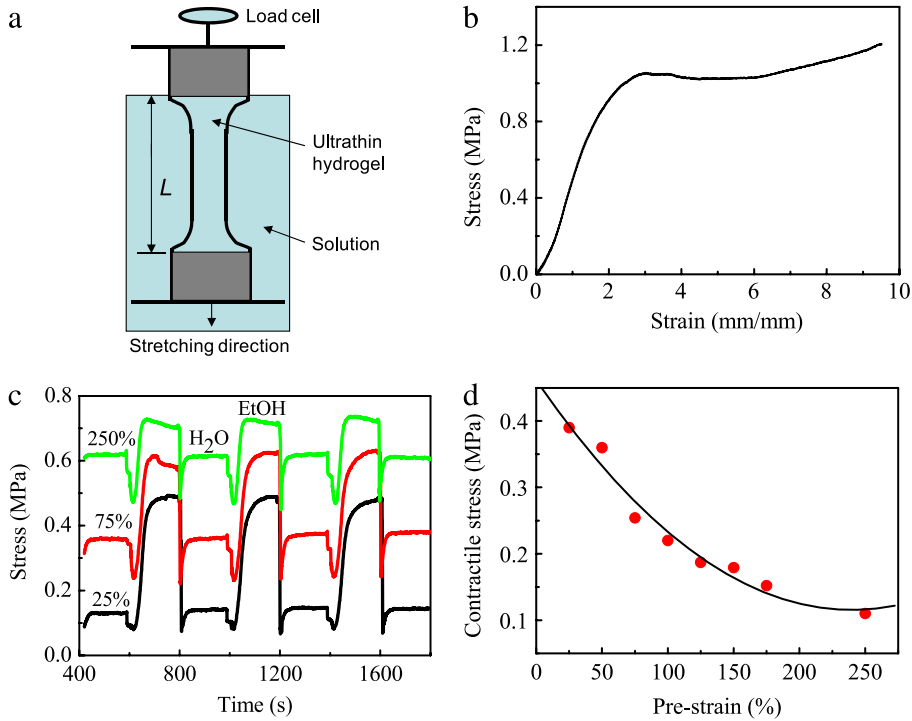 a
Load cell
Ultrathin
hydrogel
L
Solution
Stretching direction
b
Stress (MPa)
1.2
0.8
0.4
0.0
0 2 4 6 8 10
Strain (mm/mm)
c
Stress (MPa)
0.8
0.6
0.4
0.2
0.0
250%
H2O
EtOH
75%
25%
400 800 1200 1600
Time (s)
d
Contractile stress (MPa)
0.4
0.3
0.2
0.1
0 50 100 150 200 250
Pre-strain (%)